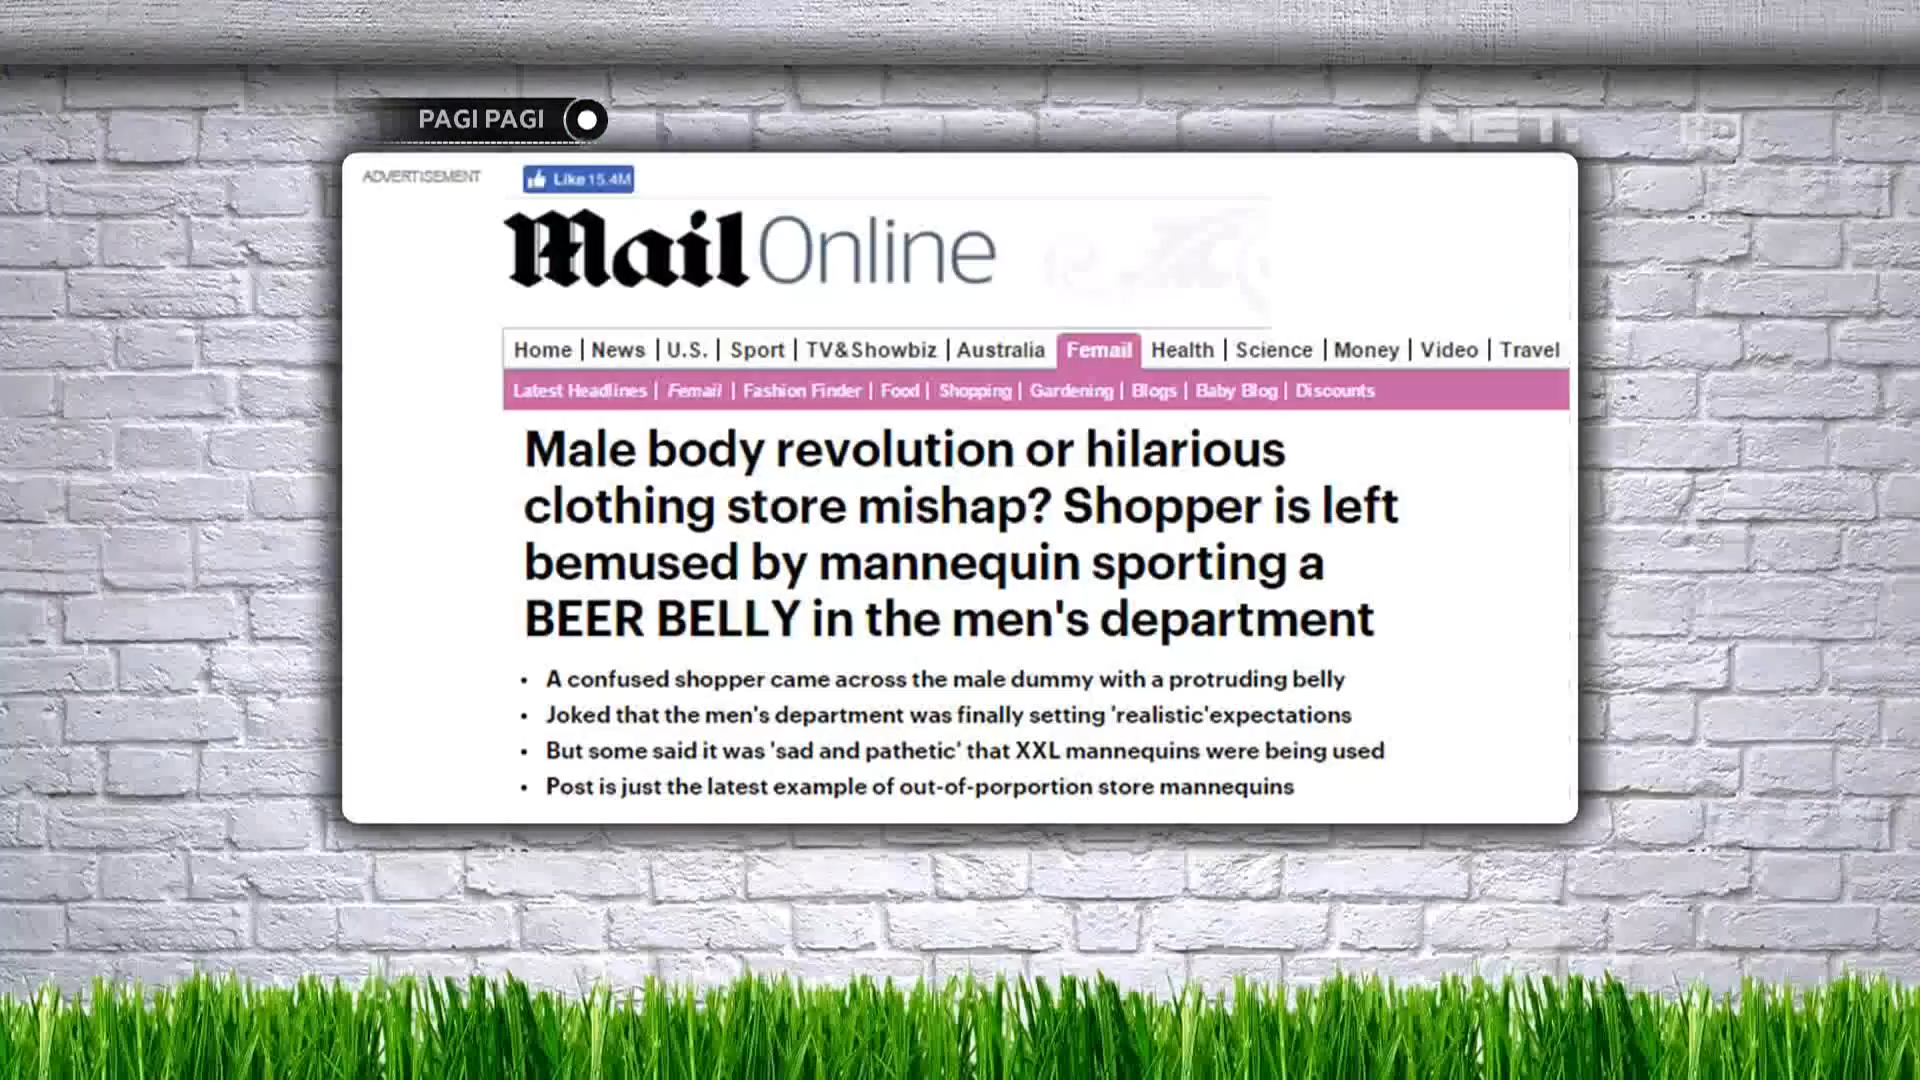 PAGI PAGI
NET.
HD
ADVERTISEMENT
Like 15.4M
Mail Online
Home | News | U.S. | Sport | TV&Showbiz | Australia | Femail | Health | Science | Money | Video | Travel
Latest Headlines | Femail | Fashion Finder | Food | Shopping | Gardening | Blogs | Baby Blog | Discounts
Male body revolution or hilarious
clothing store mishap? Shopper is left
bemused by mannequin sporting a
BEER BELLY in the men's department
• A confused shopper came across the male dummy with a protruding belly
• Joked that the men's department was finally setting 'realistic'expectations
• But some said it was 'sad and pathetic' that XXL mannequins were being used
• Post is just the latest example of out-of-porportion store mannequins